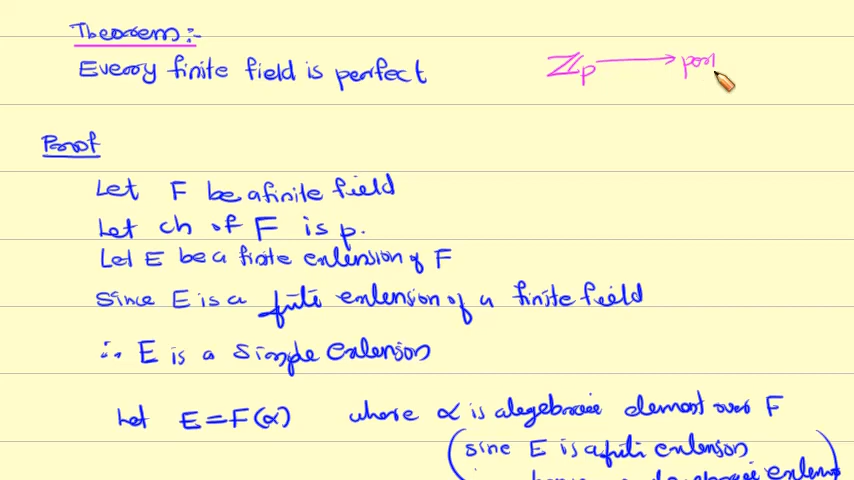 Theorem :-
Every finite field is perfect
ℤp → per
Proof
Let F be a finite field
Let ch of F is p.
Let E be a finite extension of F
Since E is a finite extension of a finite field
∴ E is a simple extension
Let E = F(α) where α is alegebraic element over F
(since E is a finite extension